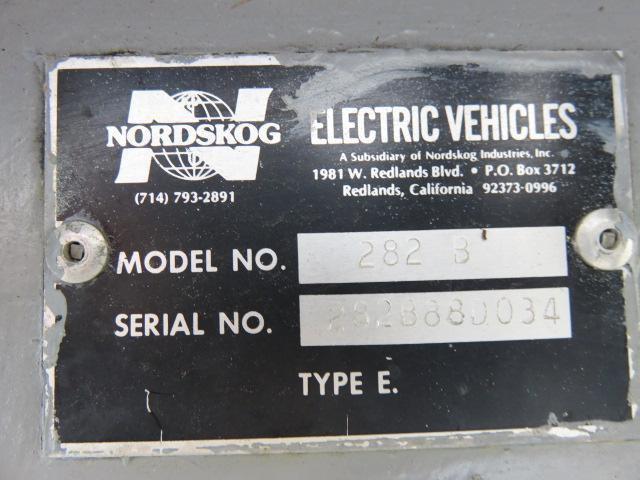 NORDSKOG
(714) 793-2891
ELECTRIC VEHICLES
A Subsidiary of Nordskog Industries, Inc.
1981 W. Redlands Blvd. • P.O. Box 3712
Redlands, California 92373-0996
MODEL NO. 282 B
SERIAL NO.
TYPE E.